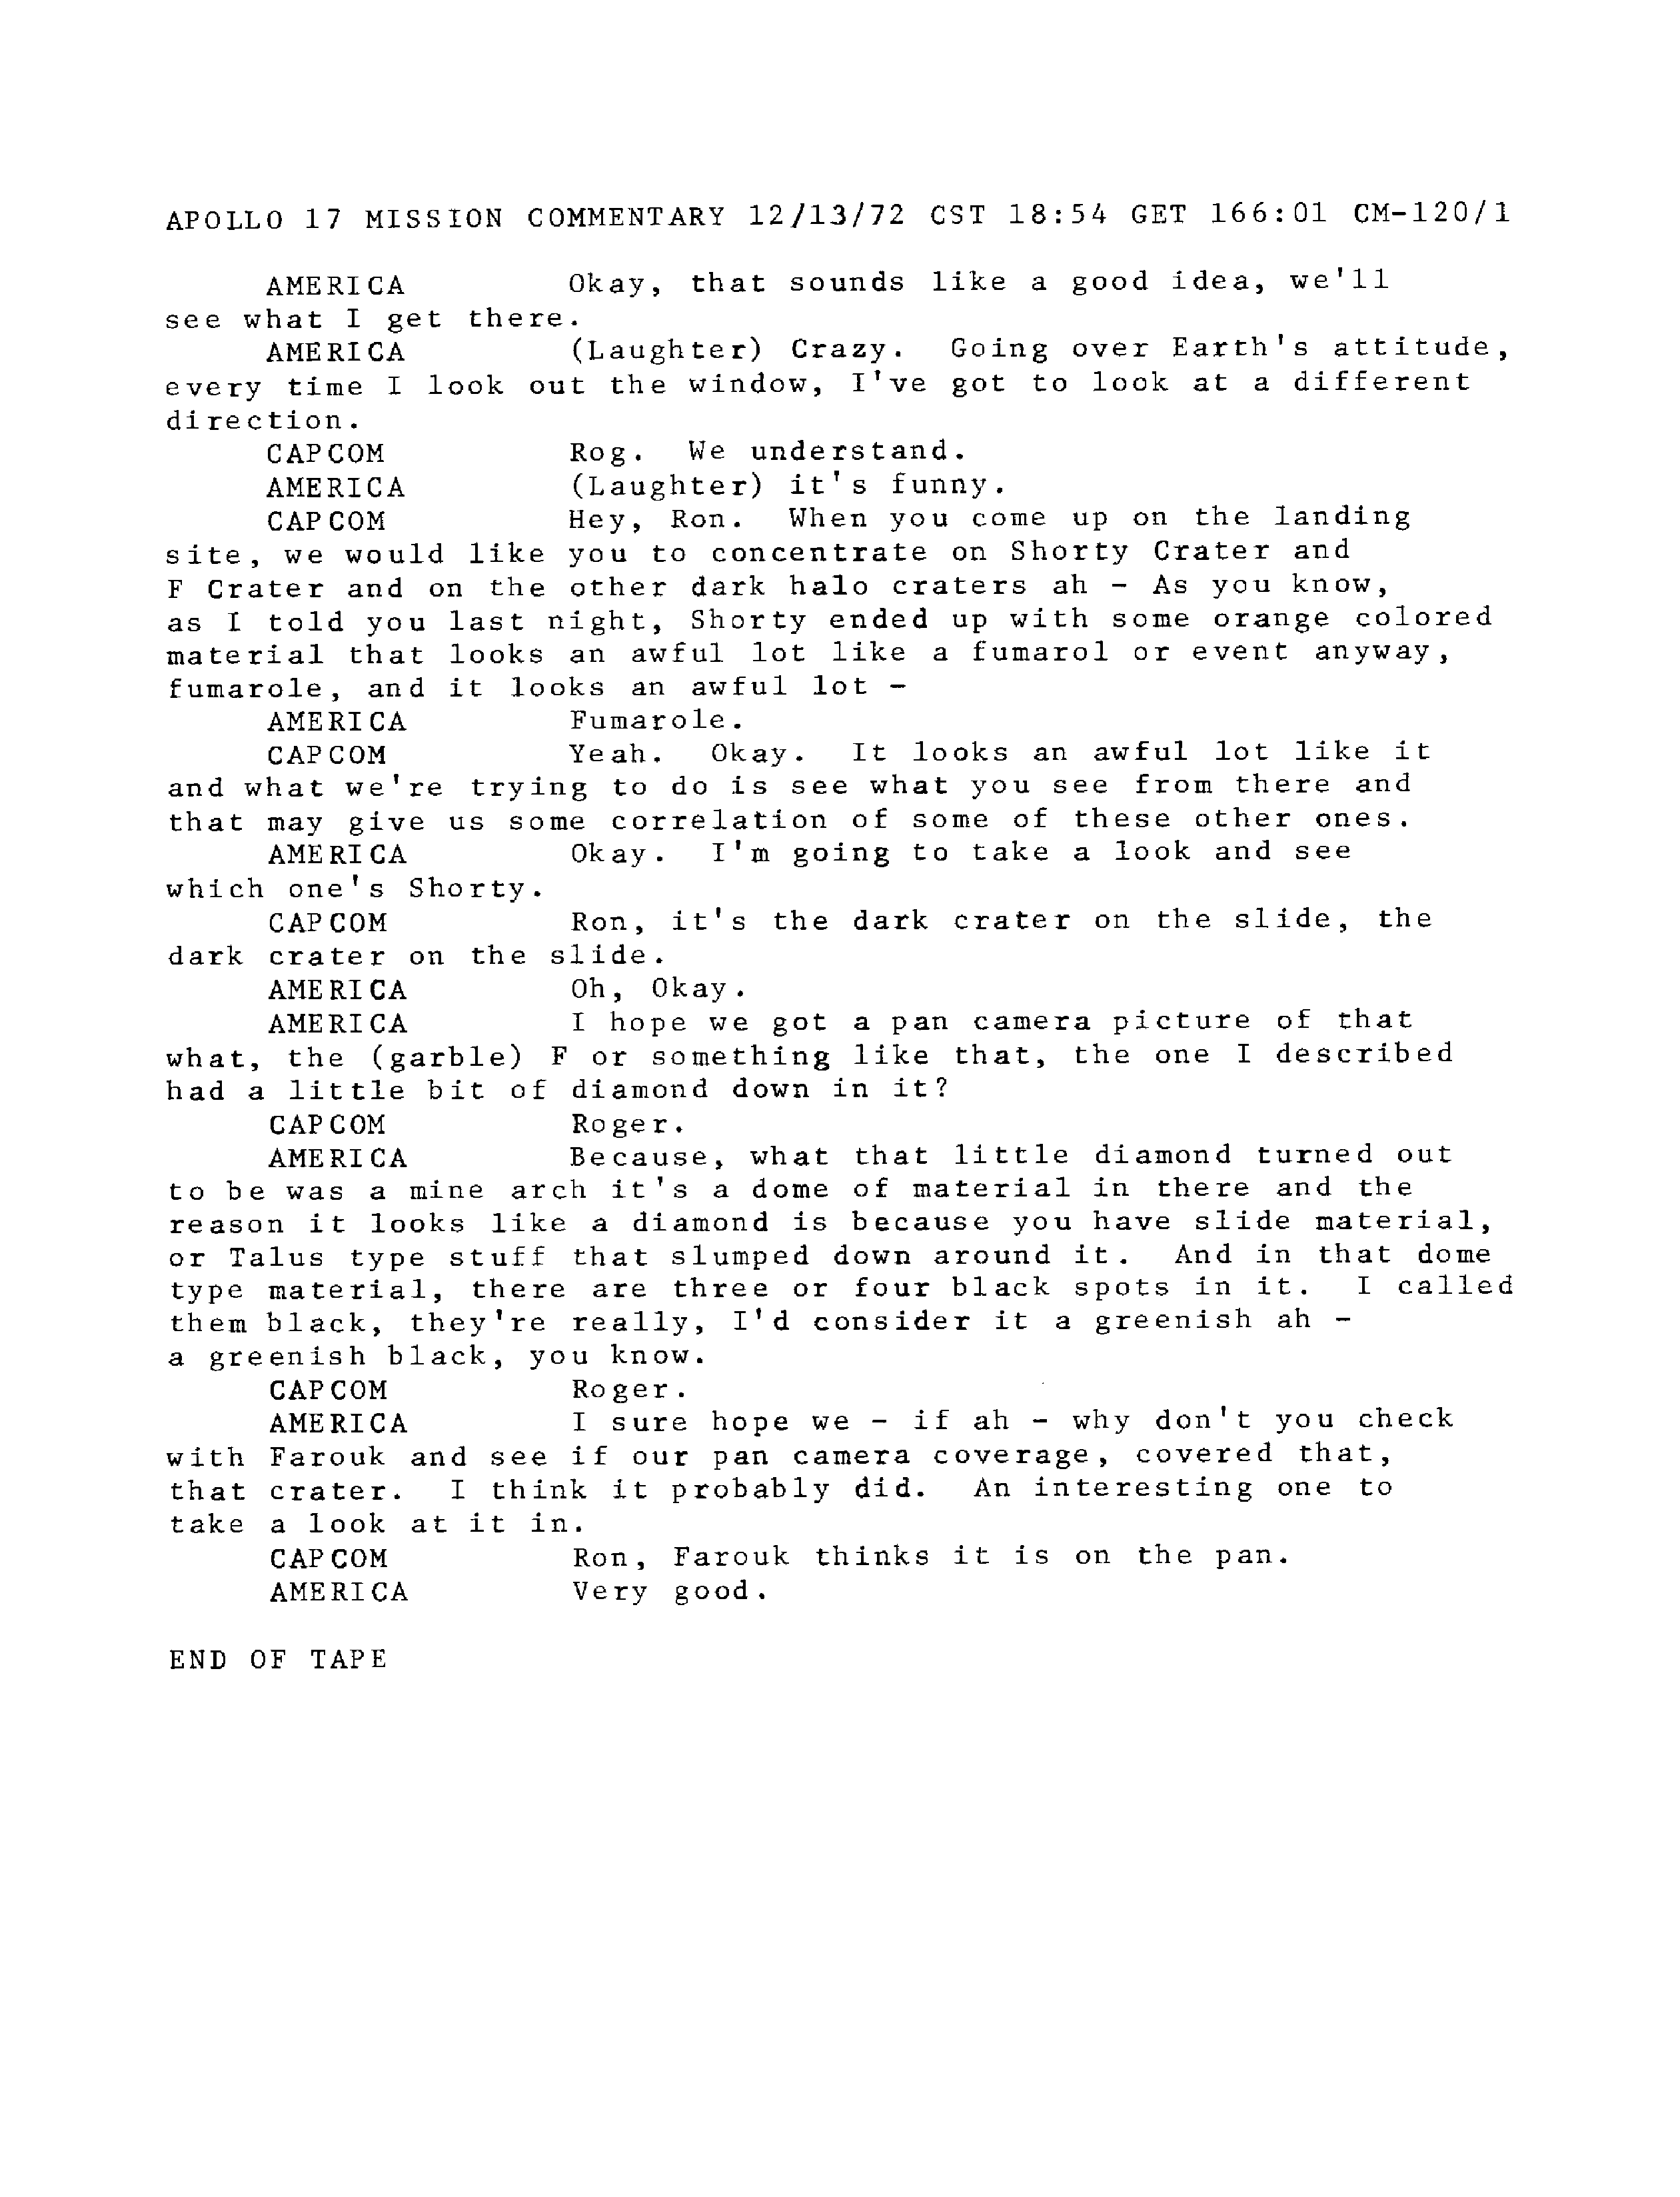 APOLLO 17 MISSION COMMENTARY 12/13/72 CST 18:54 GET 166:01 CM-120/1
AMERICA Okay, that sounds like a good idea, we'll
see what I get there.
AMERICA (Laughter) Crazy. Going over Earth's attitude,
every time I look out the window, I've got to look at a different
direction.
CAPCOM Rog. We understand.
AMERICA (Laughter) it's funny.
CAPCOM Hey, Ron. When you come up on the landing
site, we would like you to concentrate on Shorty Crater and
F Crater and on the other dark halo craters ah - As you know,
as I told you last night, Shorty ended up with some orange colored
material that looks an awful lot like a fumarol or event anyway,
fumarole, and it looks an awful lot -
AMERICA Fumarole.
CAPCOM Yeah. Okay. It looks an awful lot like it
and what we're trying to do is see what you see from there and
that may give us some correlation of some of these other ones.
AMERICA Okay. I'm going to take a look and see
which one's Shorty.
CAPCOM Ron, it's the dark crater on the slide, the
dark crater on the slide.
AMERICA Oh, Okay.
AMERICA I hope we got a pan camera picture of that
what, the (garble) F or something like that, the one I described
had a little bit of diamond down in it?
CAPCOM Roger.
AMERICA Because, what that little diamond turned out
to be was a mine arch it's a dome of material in there and the
reason it looks like a diamond is because you have slide material,
or Talus type stuff that slumped down around it. And in that dome
type material, there are three or four black spots in it. I called
them black, they're really, I'd consider it a greenish ah -
a greenish black, you know.
CAPCOM Roger.
AMERICA I sure hope we - if ah - why don't you check
with Farouk and see if our pan camera coverage, covered that,
that crater. I think it probably did. An interesting one to
take a look at it in.
CAPCOM Ron, Farouk thinks it is on the pan.
AMERICA Very good.
END OF TAPE